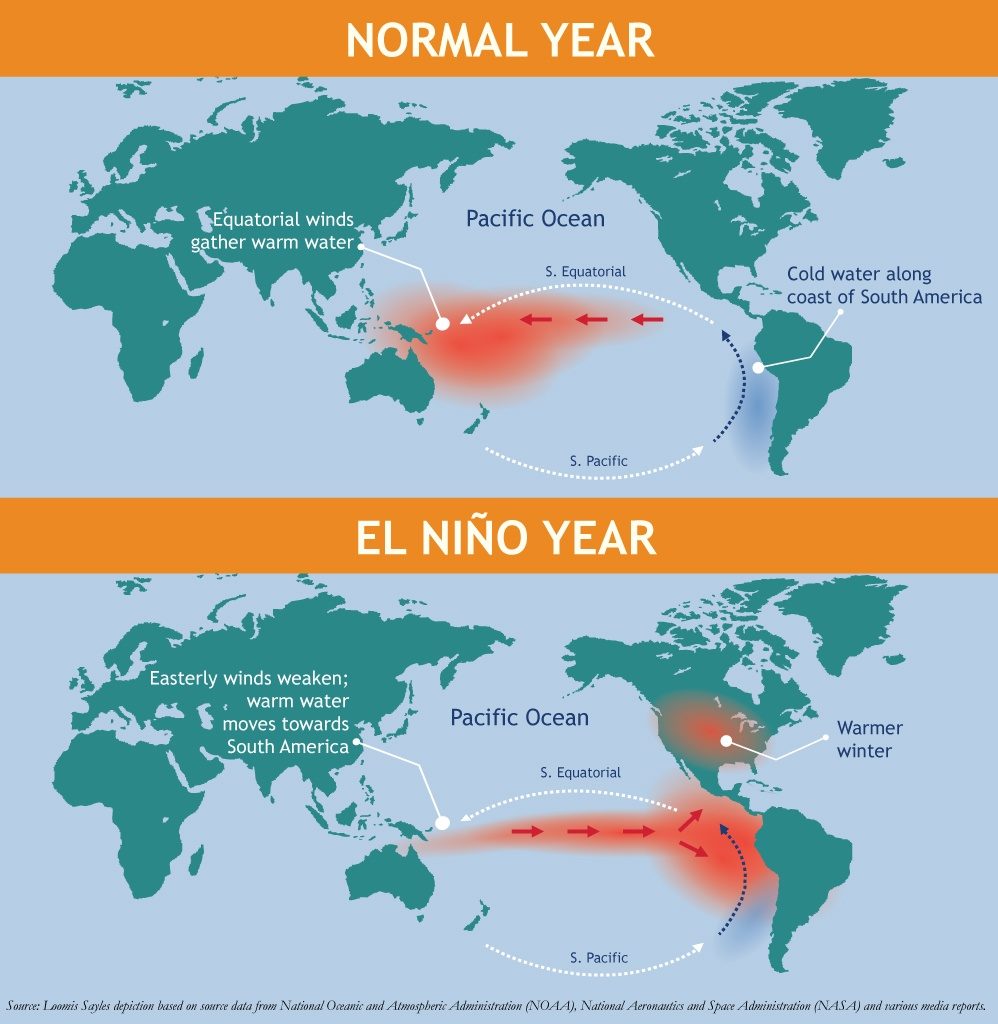 NORMAL YEAR
Equatorial winds
gather warm water
Pacific Ocean
S. Equatorial
Cold water along
coast of South America
S. Pacific
EL NIÑO YEAR
Easterly winds weaken;
warm water
moves towards
South America
Pacific Ocean
S. Equatorial
Warmer
winter
S. Pacific
Source: Loomis Sayles depiction based on source data from National Oceanic and Atmospheric Administration (NOAA), National Aeronautics and Space Administration (NASA) and various media reports.